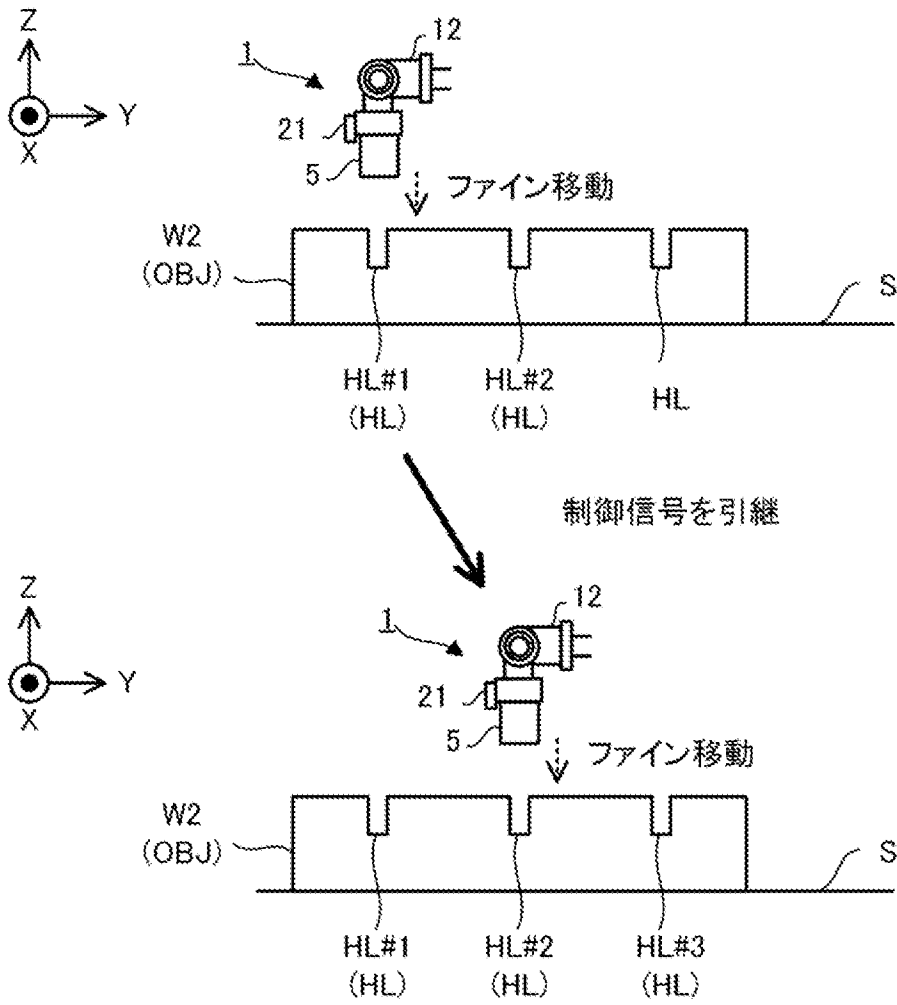 Z
Y
X
1
12
21
5
ファイン移動
W2
(OBJ)
S
HL#1
(HL)
HL#2
(HL)
HL
制御信号を引継
Z
Y
X
1
12
21
5
ファイン移動
W2
(OBJ)
S
HL#1
(HL)
HL#2
(HL)
HL#3
(HL)